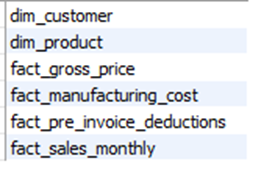 dim_customer
dim_product
fact_gross_price
fact_manufacturing_cost
fact_pre_invoice_deductions
fact_sales_monthly